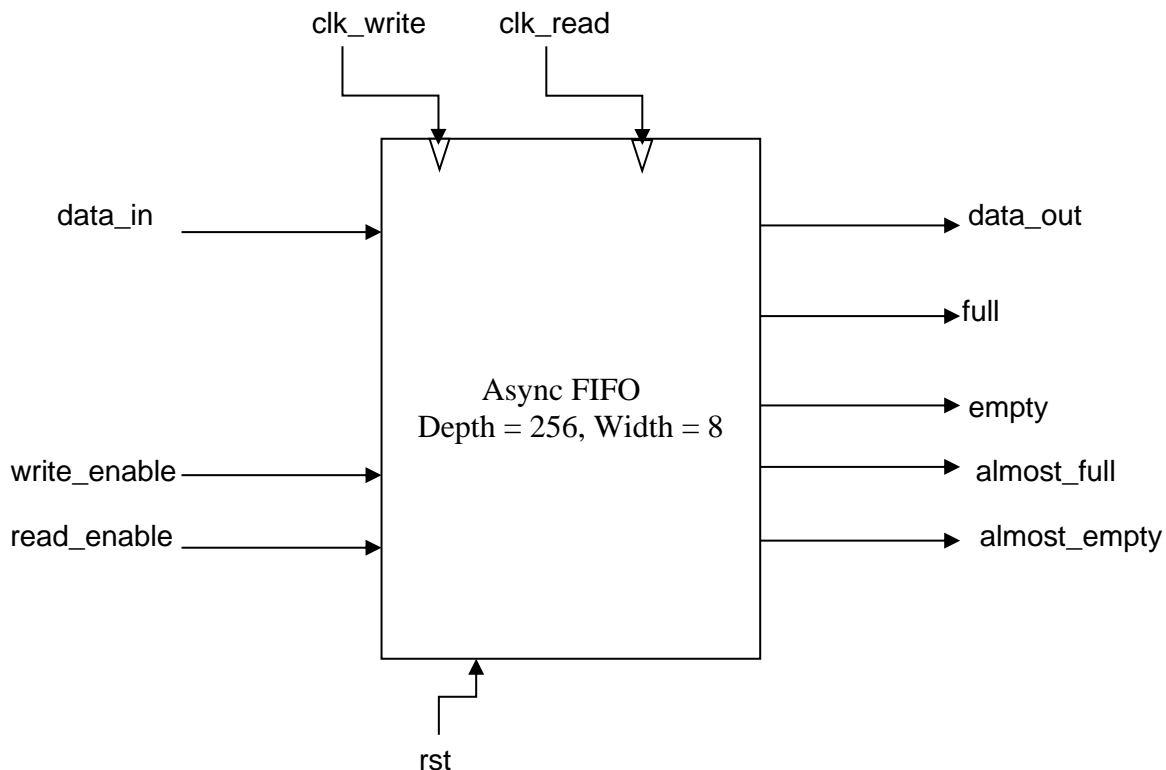 clk_write
clk_read
data_in
data_out
full
Async FIFO
Depth = 256, Width = 8
empty
write_enable
almost_full
read_enable
almost_empty
rst